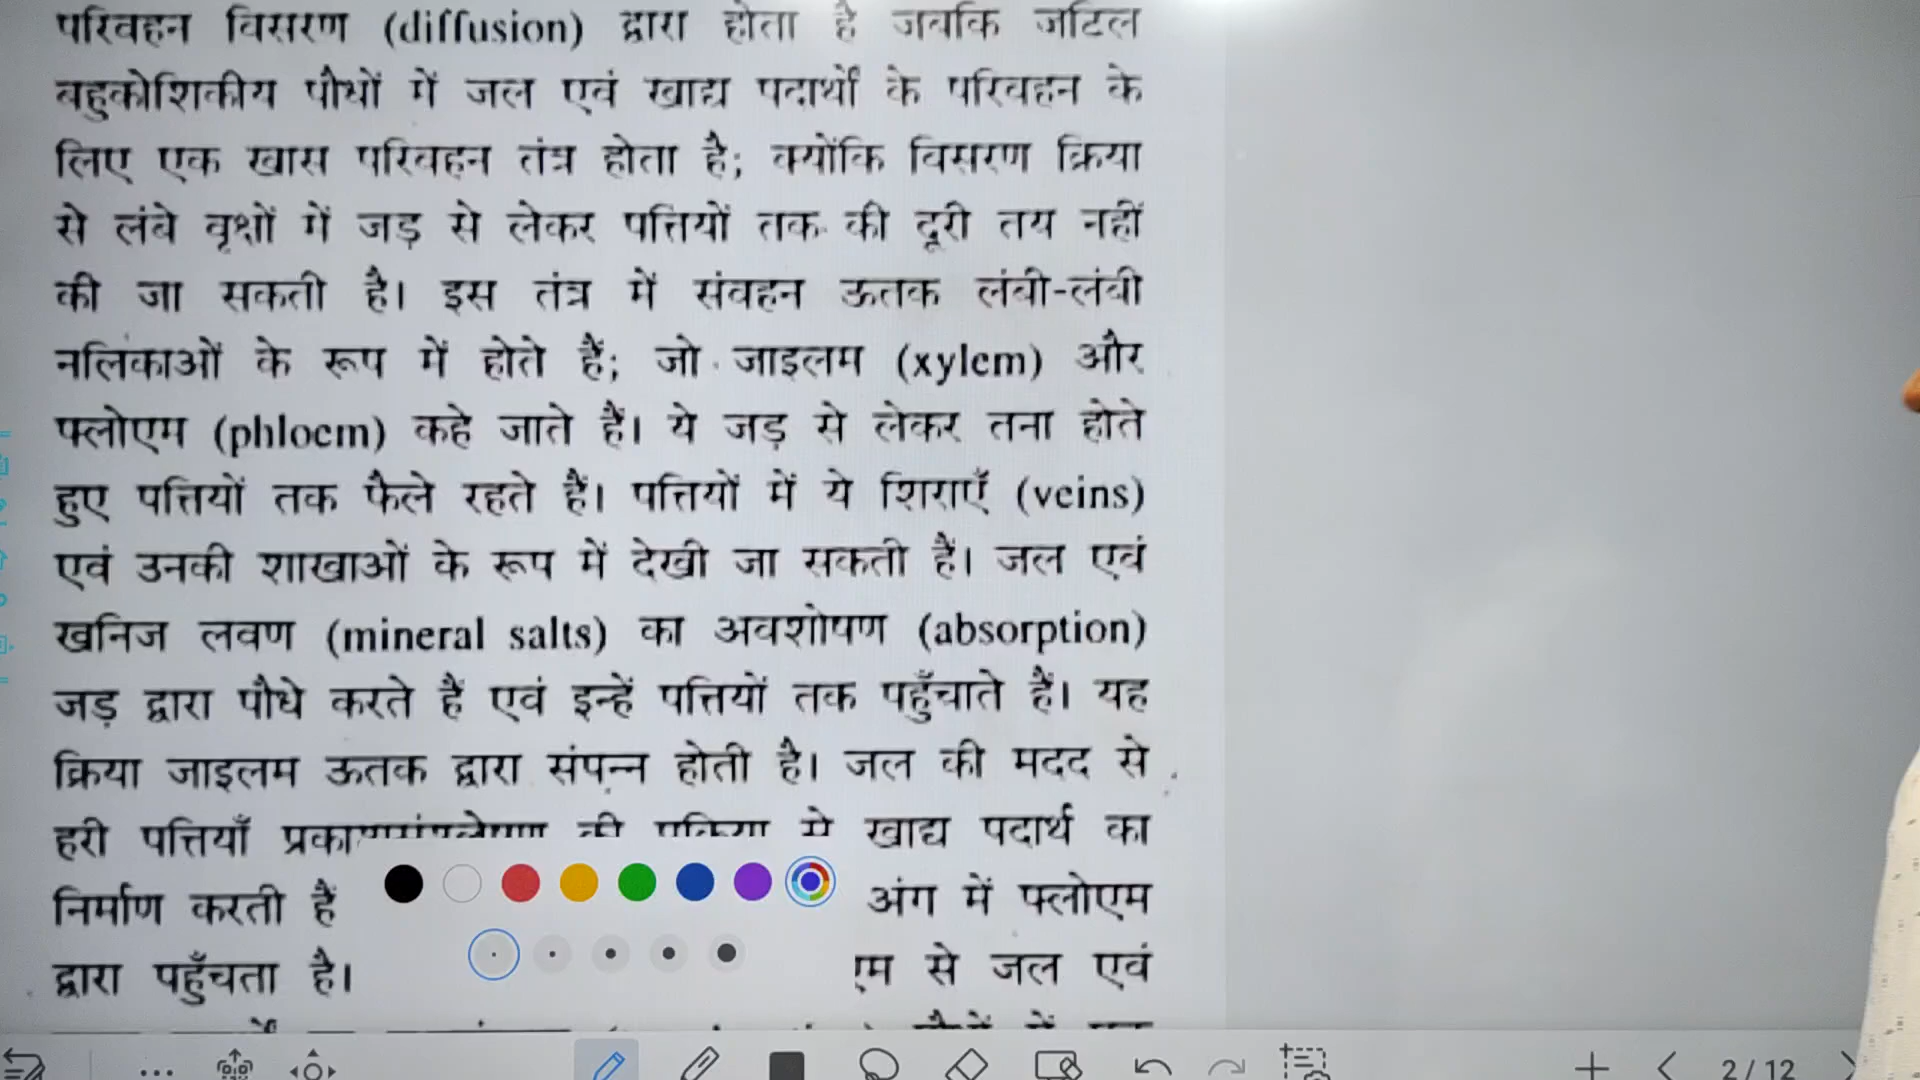 परिवहन विसरण (diffusion) द्वारा होता है जबकि जटिल
बहुकोशिकीय पौधों में जल एवं खाद्य पदार्थों के परिवहन के
लिए एक खास परिवहन तंत्र होता है; क्योंकि विसरण क्रिया
से लंबे वृक्षों में जड़ से लेकर पत्तियों तक की दूरी तय नहीं
की जा सकती है। इस तंत्र में संवहन ऊतक लंबी-लंबी
नलिकाओं के रूप में होते हैं; जो जाइलम (xylem) और
फ्लोएम (phloem) कहे जाते हैं। ये जड़ से लेकर तना होते
हुए पत्तियों तक फैले रहते हैं। पत्तियों में ये शिराएँ (veins)
एवं उनकी शाखाओं के रूप में देखी जा सकती हैं। जल एवं
खनिज लवण (mineral salts) का अवशोषण (absorption)
जड़ द्वारा पौधे करते हैं एवं इन्हें पत्तियों तक पहुँचाते हैं। यह
क्रिया जाइलम ऊतक द्वारा संपन्न होती है। जल की मदद से
हरी पत्तियाँ खाद्य पदार्थ का
निर्माण करती हैं अंग में फ्लोएम
द्वारा पहुँचता है। से जल एवं
2/12